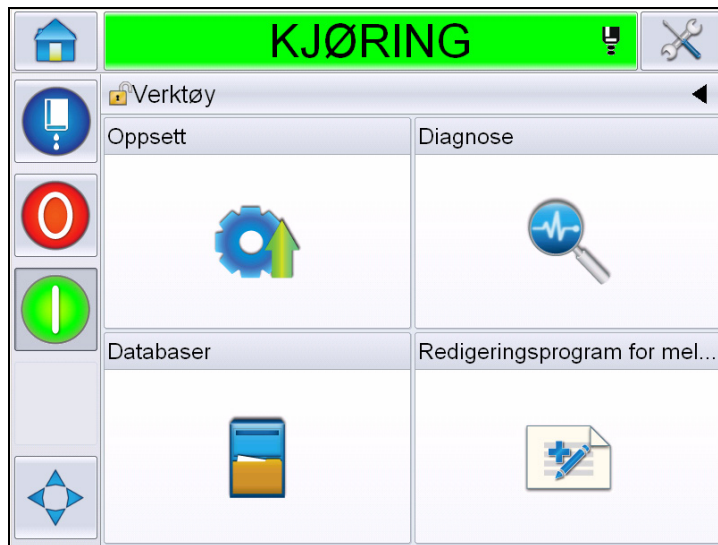 KJØRING
Verktøy
Oppsett
Diagnose
Databaser
Redigeringsprogram for mel...